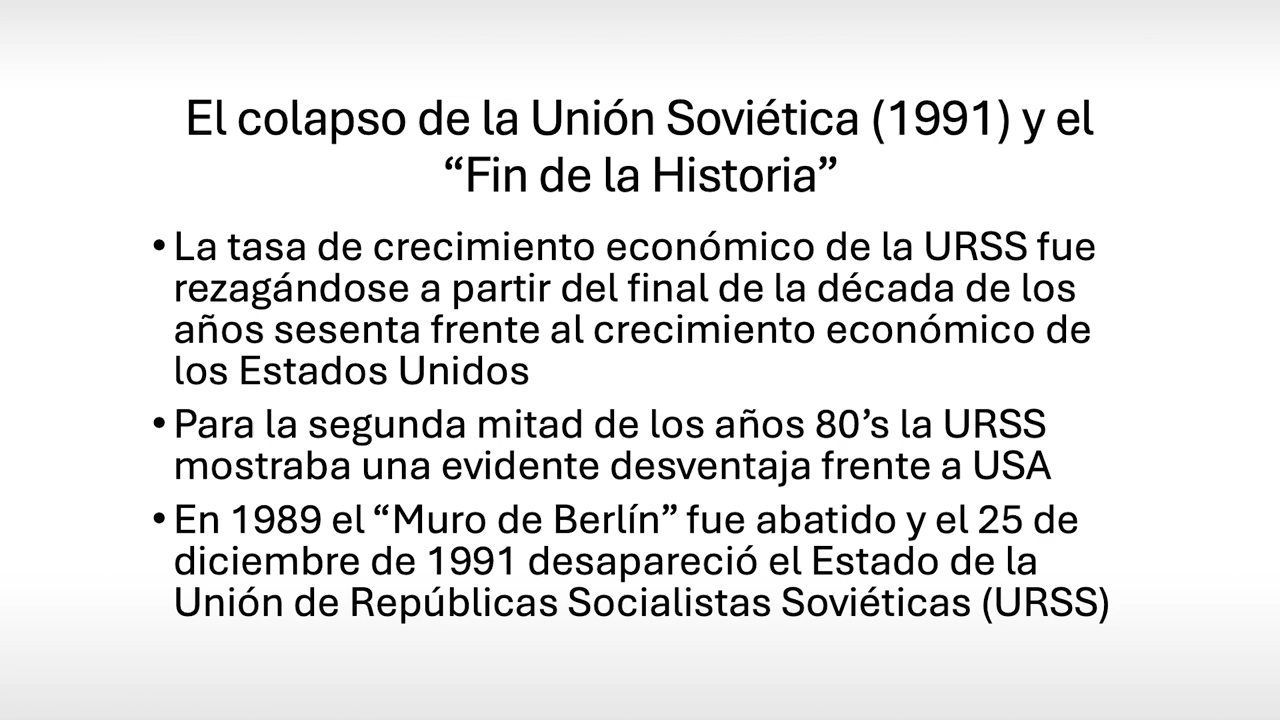 El colapso de la Unión Soviética (1991) y el
“Fin de la Historia”
• La tasa de crecimiento económico de la URSS fue
rezagándose a partir del final de la década de los
años sesenta frente al crecimiento económico de
los Estados Unidos
• Para la segunda mitad de los años 80’s la URSS
mostraba una evidente desventaja frente a USA
• En 1989 el “Muro de Berlín” fue abatido y el 25 de
diciembre de 1991 desapareció el Estado de la
Unión de Repúblicas Socialistas Soviéticas (URSS)